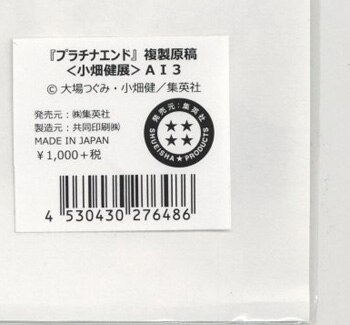 『プラチナエンド』複製原稿
＜小畑健展＞ＡＩ３
© 大場つぐみ・小畑健／集英社
発売元：㈱集英社
製造元：共同印刷㈱
MADE IN JAPAN
￥1,000＋税
発売元：集英社
SHUEISHA★PRODUCTS
4 530430 276486